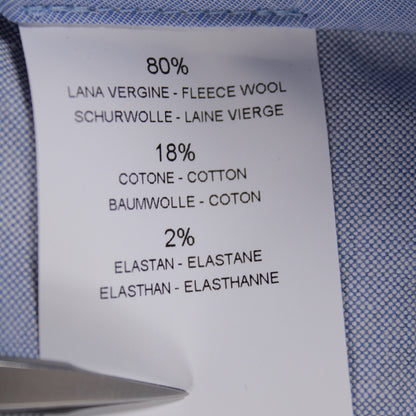 80%
LANA VERGINE - FLEECE WOOL
SCHURWOLLE - LAINE VIERGE
18%
COTONE - COTTON
BAUMWOLLE - COTON
2%
ELASTAN - ELASTANE
ELASTHAN - ELASTHANNE